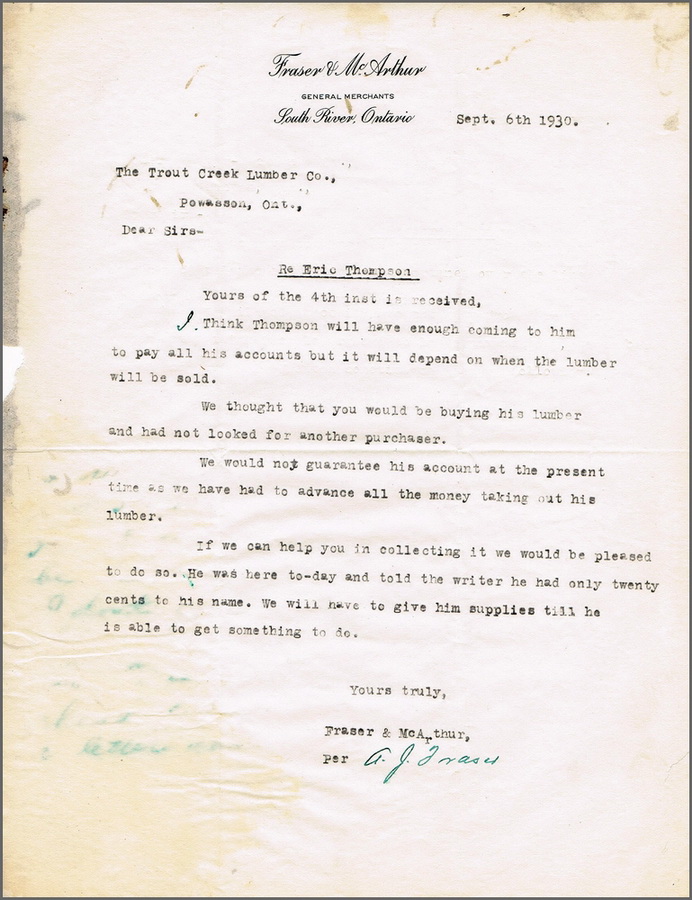 Fraser & McArthur
GENERAL MERCHANTS
South River, Ontario
Sept. 6th 1930.
The Trout Creek Lumber Co.,
Powasson, Ont.,
Dear Sirs-
Re Eric Thompson
Yours of the 4th inst is received,
I. Think Thompson will have enough coming to him
to pay all his accounts but it will depend on when the lumber
will be sold.
We thought that you would be buying his lumber
and had not looked for another purchaser.
We would not guarantee his account at the present
time as we have had to advance all the money taking out his
lumber.
If we can help you in collecting it we would be pleased
to do so. He was here to-day and told the writer he had only twenty
cents to his name. We will have to give him supplies till he
is able to get something to do.
Yours truly,
Fraser & McArthur,
per A. J. Fraser